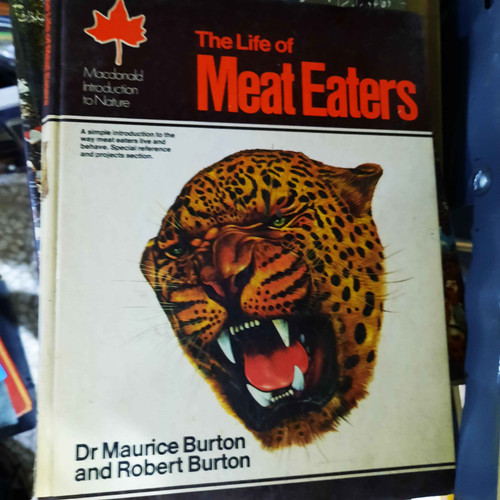 Macdonald
Introduction
to Nature
The Life of
Meat Eaters
A simple introduction to the
way meat eaters live and
behave. Special reference
and projects section.
Dr Maurice Burton
and Robert Burton